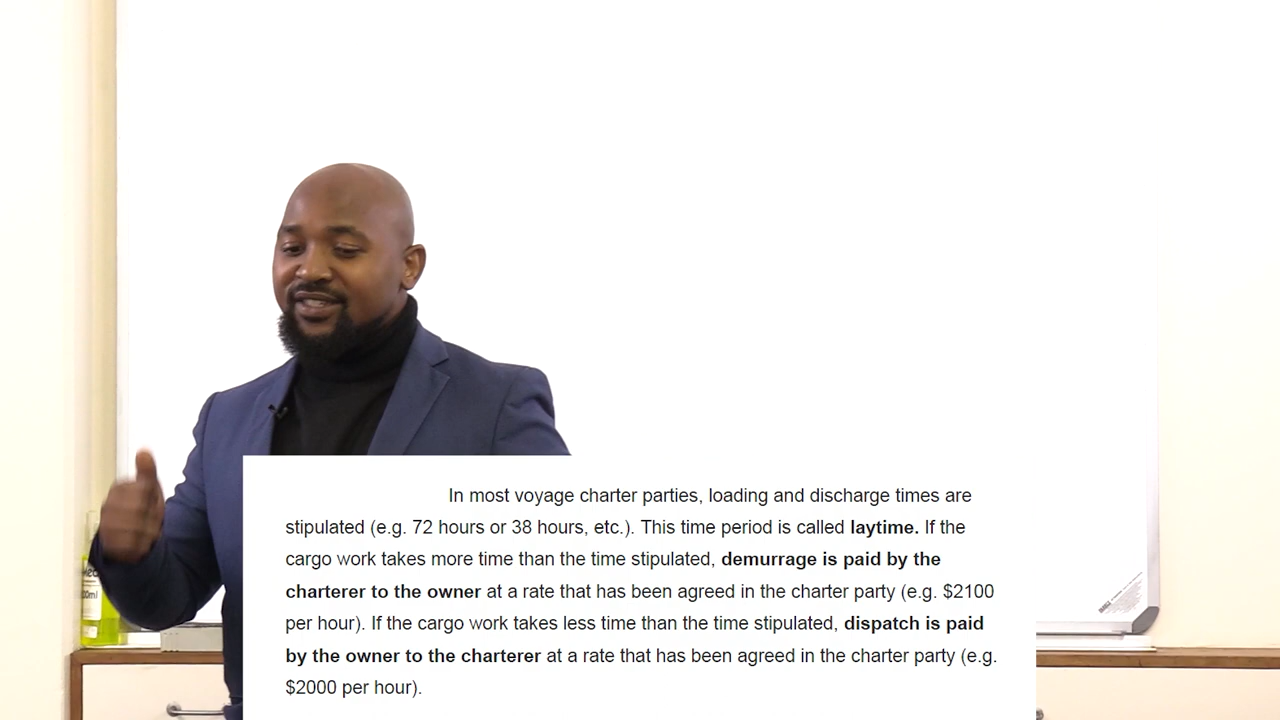 In most voyage charter parties, loading and discharge times are
stipulated (e.g. 72 hours or 38 hours, etc.). This time period is called laytime. If the
cargo work takes more time than the time stipulated, demurrage is paid by the
charterer to the owner at a rate that has been agreed in the charter party (e.g. $2100
per hour). If the cargo work takes less time than the time stipulated, dispatch is paid
by the owner to the charterer at a rate that has been agreed in the charter party (e.g.
$2000 per hour).